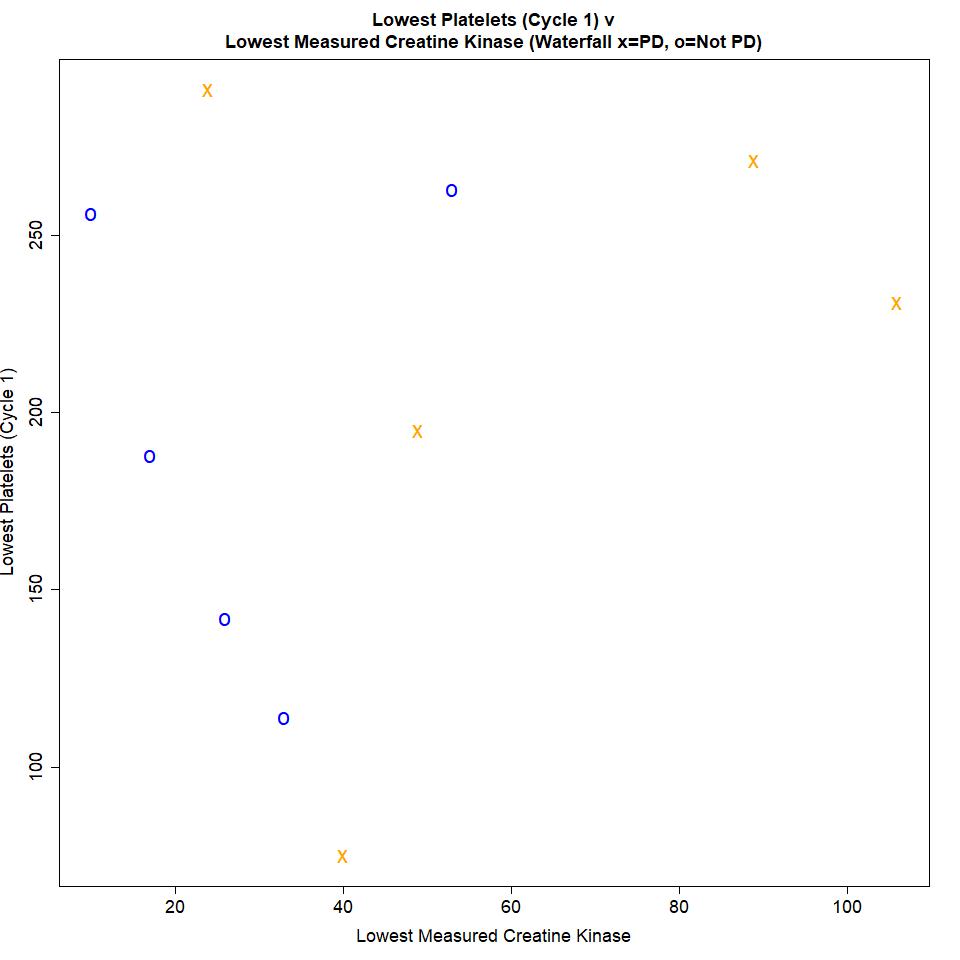 Lowest Platelets (Cycle 1) v
Lowest Measured Creatine Kinase (Waterfall x=PD, o=Not PD)
Lowest Platelets (Cycle 1)
250
200
150
100
x
x
o
o
x
x
o
o
o
x
20 40 60 80 100
Lowest Measured Creatine Kinase